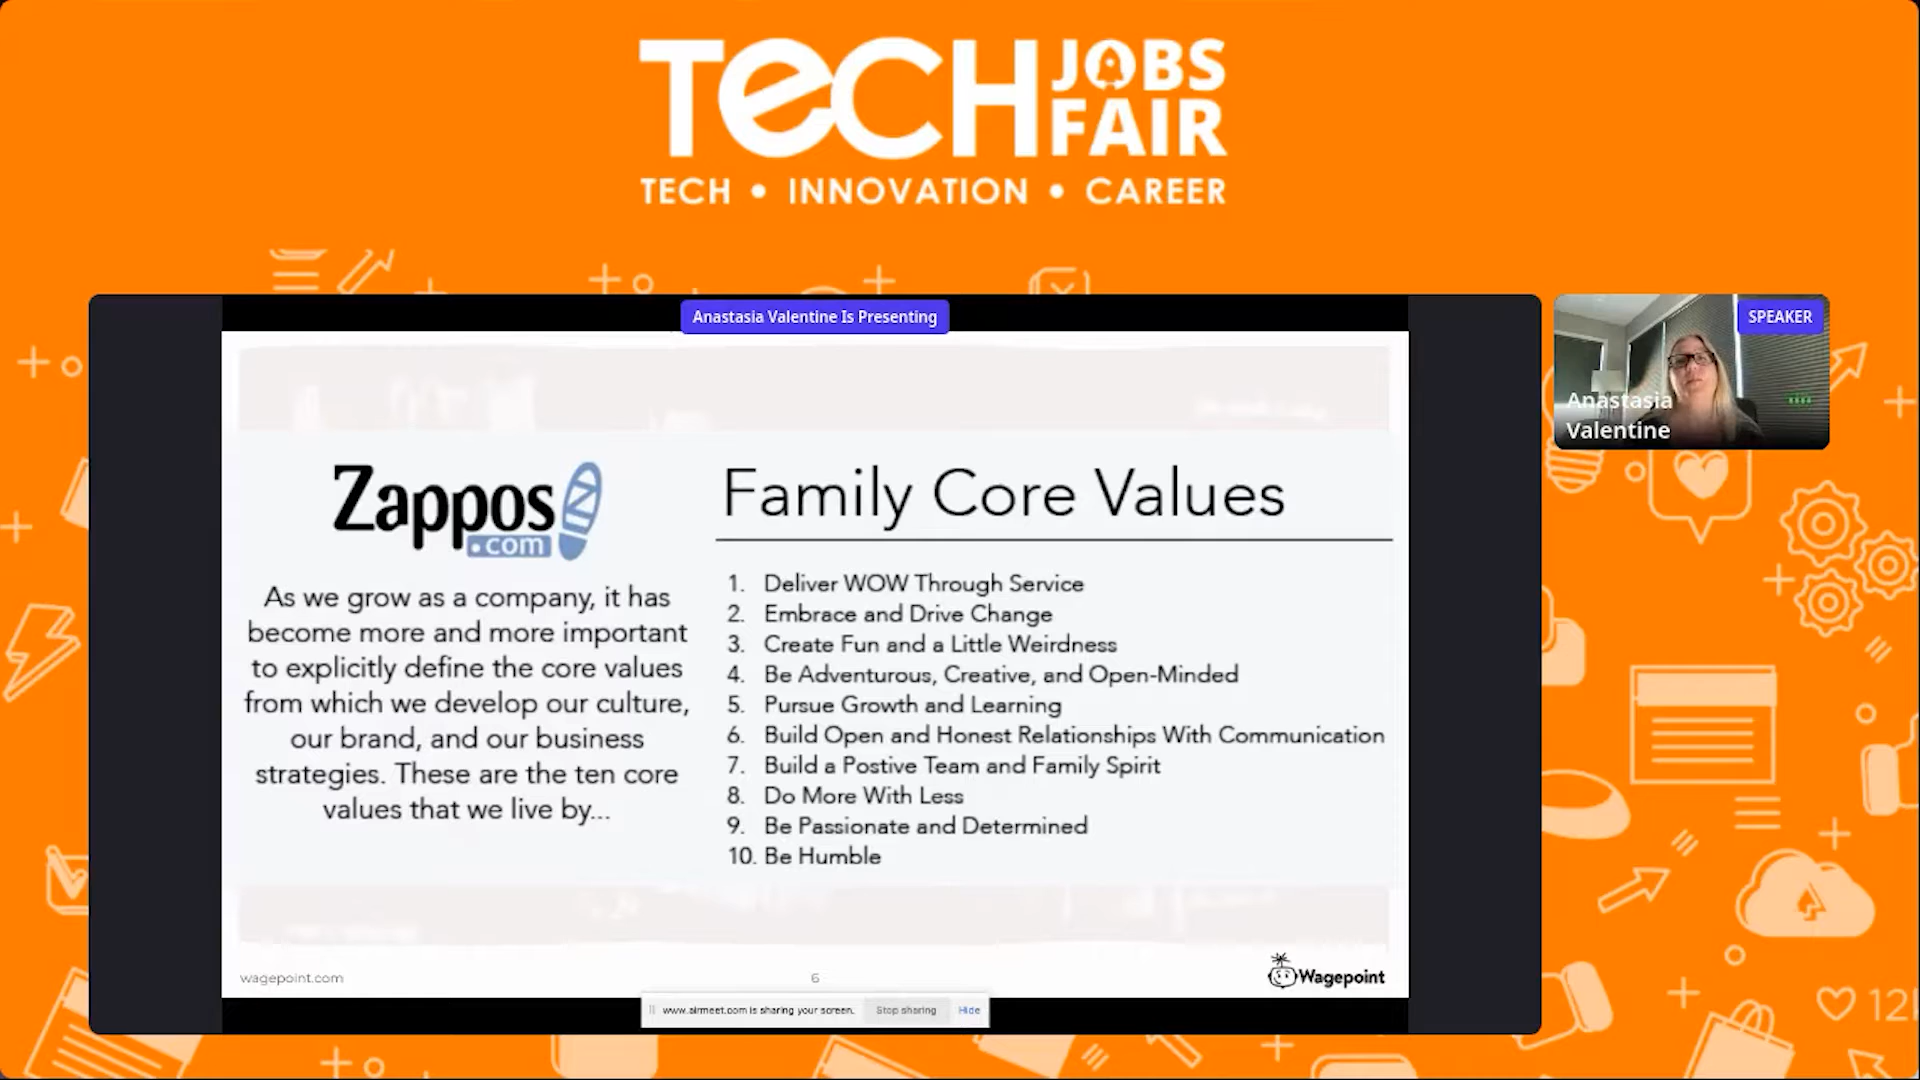 TECH JOBS
FAIR
TECH • INNOVATION • CAREER
Anastasia Valentine Is Presenting
SPEAKER
Anastasia
Valentine
Zappos
.com
As we grow as a company, it has
become more and more important
to explicitly define the core values
from which we develop our culture,
our brand, and our business
strategies. These are the ten core
values that we live by...
Family Core Values
1. Deliver WOW Through Service
2. Embrace and Drive Change
3. Create Fun and a Little Weirdness
4. Be Adventurous, Creative, and Open-Minded
5. Pursue Growth and Learning
6. Build Open and Honest Relationships With Communication
7. Build a Postive Team and Family Spirit
8. Do More With Less
9. Be Passionate and Determined
10. Be Humble
wagepoint.com
6
Wagepoint
www.airmeet.com is sharing your screen.
Stop sharing
Hide